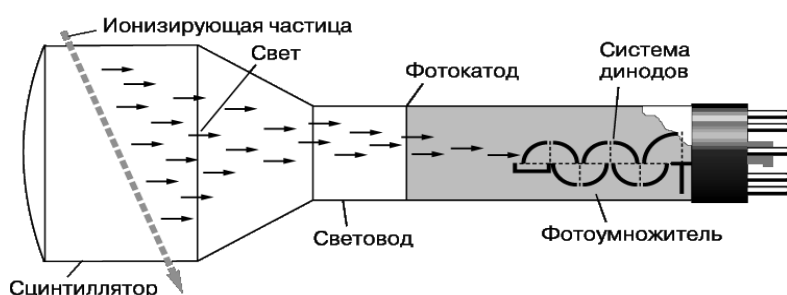 Ионизирующая частица
Свет
Фотокатод
Система
динодов
Световод
Фотоумножитель
Сцинтиллятор